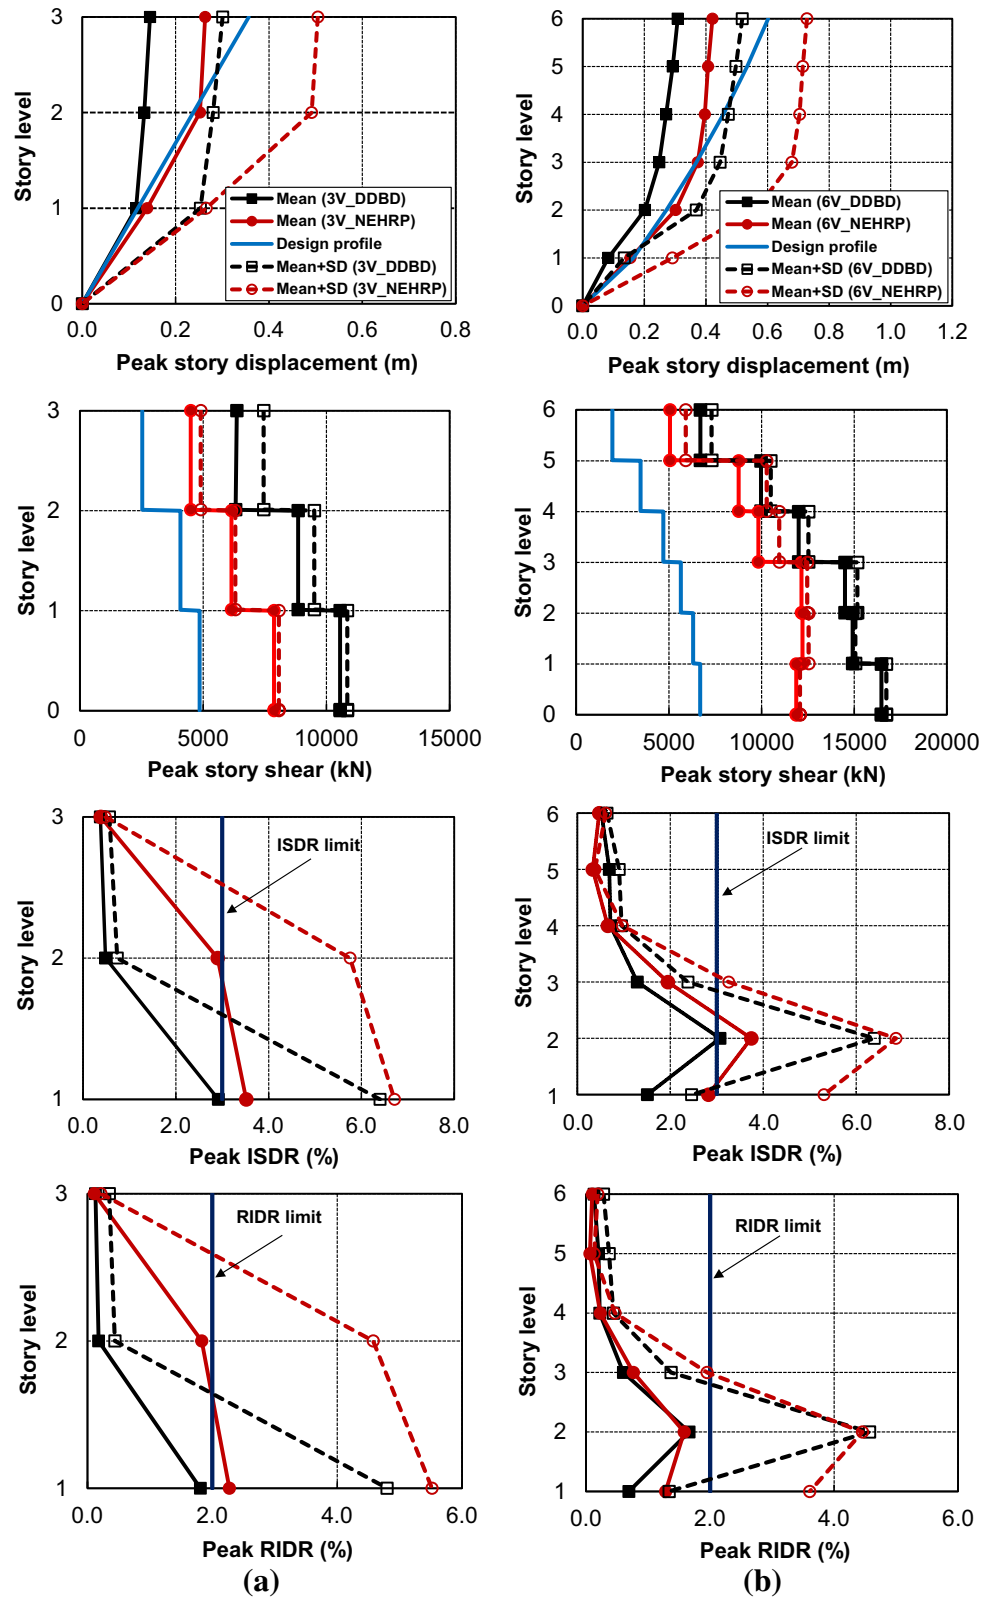 Story level
3
2
1
0
0.0 0.2 0.4 0.6 0.8
Peak story displacement (m)
Mean (3V_DDBD)
Mean (3V_NEHRP)
Design profile
Mean+SD (3V_DDBD)
Mean+SD (3V_NEHRP)
Story level
6
5
4
3
2
1
0
0.0 0.2 0.4 0.6 0.8 1.0 1.2
Peak story displacement (m)
Mean (6V_DDBD)
Mean (6V_NEHRP)
Design profile
Mean+SD (6V_DDBD)
Mean+SD (6V_NEHRP)
Story level
3
2
1
0
0 5000 10000 15000
Peak story shear (kN)
Story level
6
5
4
3
2
1
0
0 5000 10000 15000 20000
Peak story shear (kN)
Story level
3
2
1
ISDR limit
0.0 2.0 4.0 6.0 8.0
Peak ISDR (%)
Story level
6
5
4
3
2
1
ISDR limit
0.0 2.0 4.0 6.0 8.0
Peak ISDR (%)
Story level
3
2
1
RIDR limit
0.0 2.0 4.0 6.0
Peak RIDR (%)
(a)
Story level
6
5
4
3
2
1
RIDR limit
0.0 2.0 4.0 6.0
Peak RIDR (%)
(b)